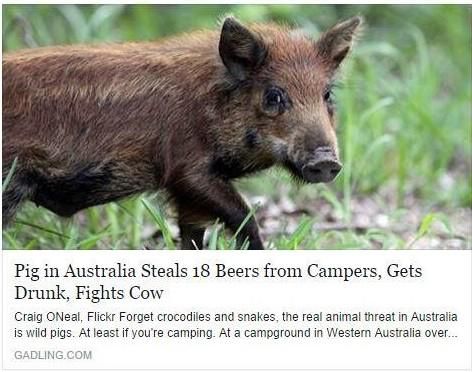 Pig in Australia Steals 18 Beers from Campers, Gets
Drunk, Fights Cow
Craig ONeal, Flickr Forget crocodiles and snakes, the real animal threat in Australia
is wild pigs. At least if you're camping. At a campground in Western Australia over...
GADLING.COM